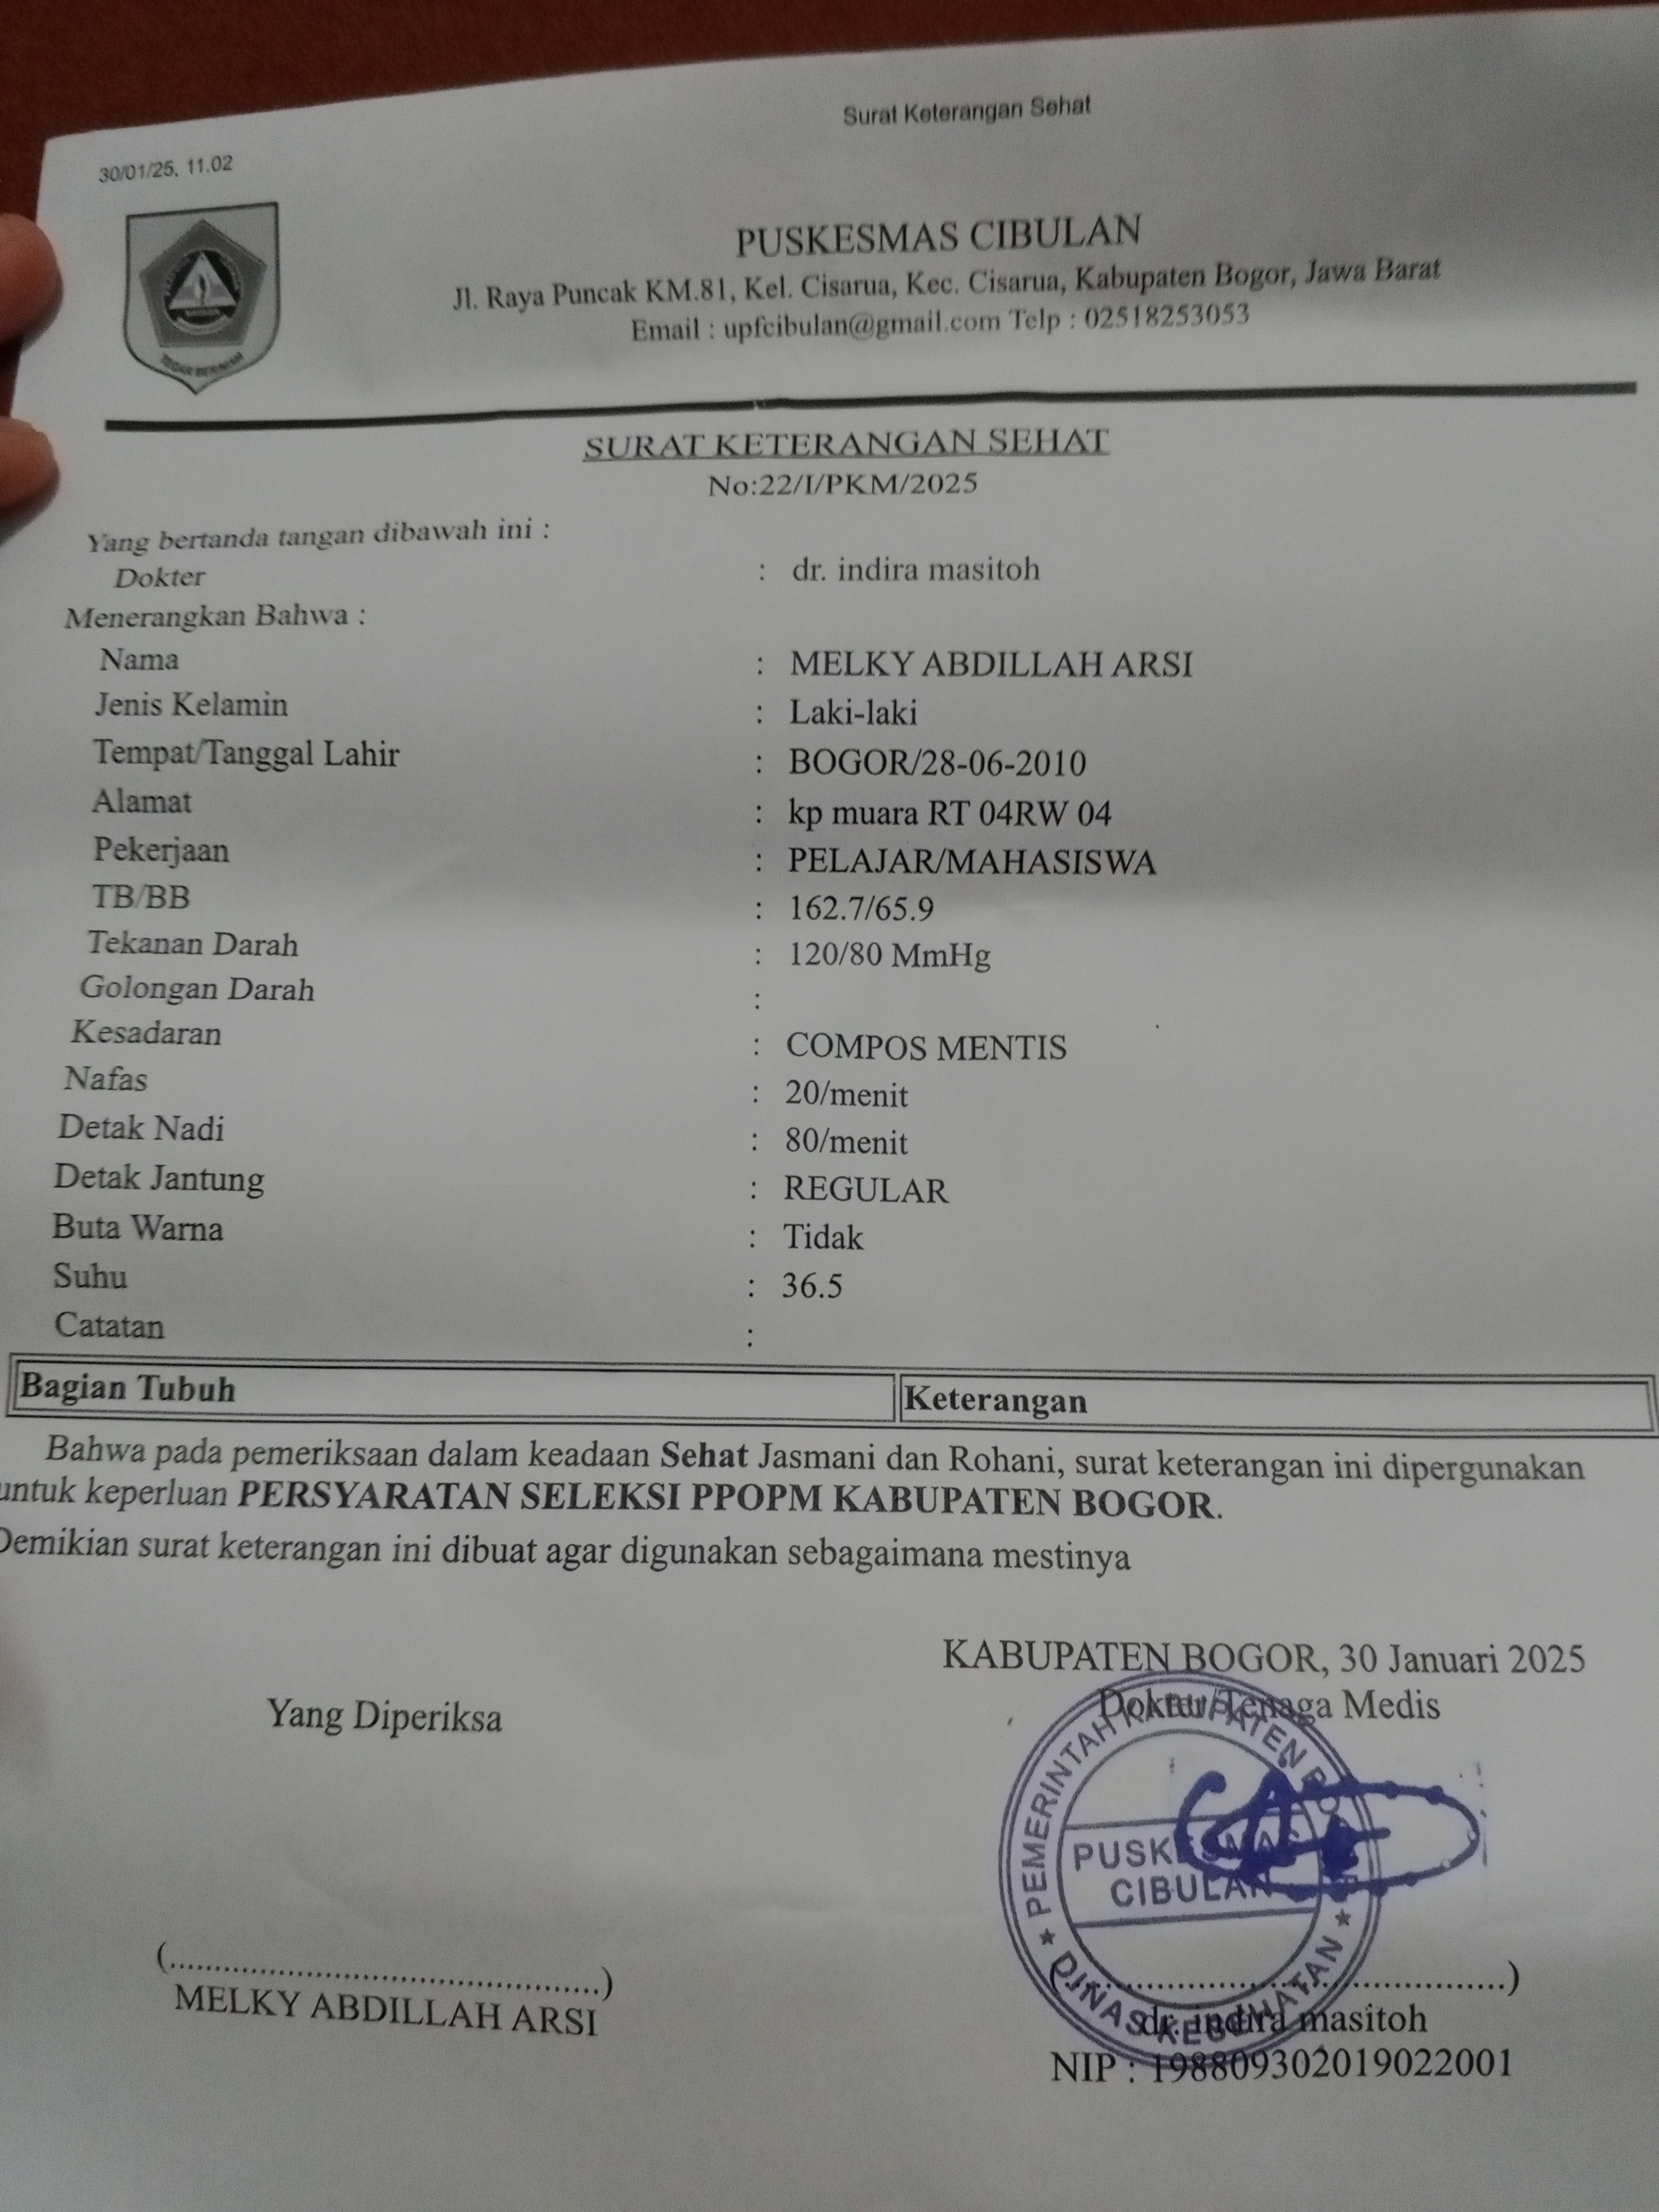 Surat Keterangan Sehat
30/01/25, 11.02
PUSKESMAS CIBULAN
Jl. Raya Puncak KM.81, Kel. Cisarua, Kec. Cisarua, Kabupaten Bogor, Jawa Barat
Email : upfcibulan@gmail.com Telp : 02518253053
TEGAR BERIMAN
SURAT KETERANGAN SEHAT
No:22/I/PKM/2025
Yang bertanda tangan dibawah ini :
Dokter : dr. indira masitoh
Menerangkan Bahwa :
Nama : MELKY ABDILLAH ARSI
Jenis Kelamin : Laki-laki
Tempat/Tanggal Lahir : BOGOR/28-06-2010
Alamat : kp muara RT 04RW 04
Pekerjaan : PELAJAR/MAHASISWA
TB/BB : 162.7/65.9
Tekanan Darah : 120/80 MmHg
Golongan Darah :
Kesadaran : COMPOS MENTIS
Nafas : 20/menit
Detak Nadi : 80/menit
Detak Jantung : REGULAR
Buta Warna : Tidak
Suhu : 36.5
Catatan :
Bagian Tubuh Keterangan
Bahwa pada pemeriksaan dalam keadaan Sehat Jasmani dan Rohani, surat keterangan ini dipergunakan
untuk keperluan PERSYARATAN SELEKSI PPOPM KABUPATEN BOGOR.
Demikian surat keterangan ini dibuat agar digunakan sebagaimana mestinya
KABUPATEN BOGOR, 30 Januari 2025
Yang Diperiksa Dokter/Tenaga Medis
PEMERINTAH KABUPATEN
PUSKESMAS
CIBULAN
DINAS KESEHATAN
(..........................................)
MELKY ABDILLAH ARSI
(..........................................)
dr. indira masitoh
NIP : 198809302019022001